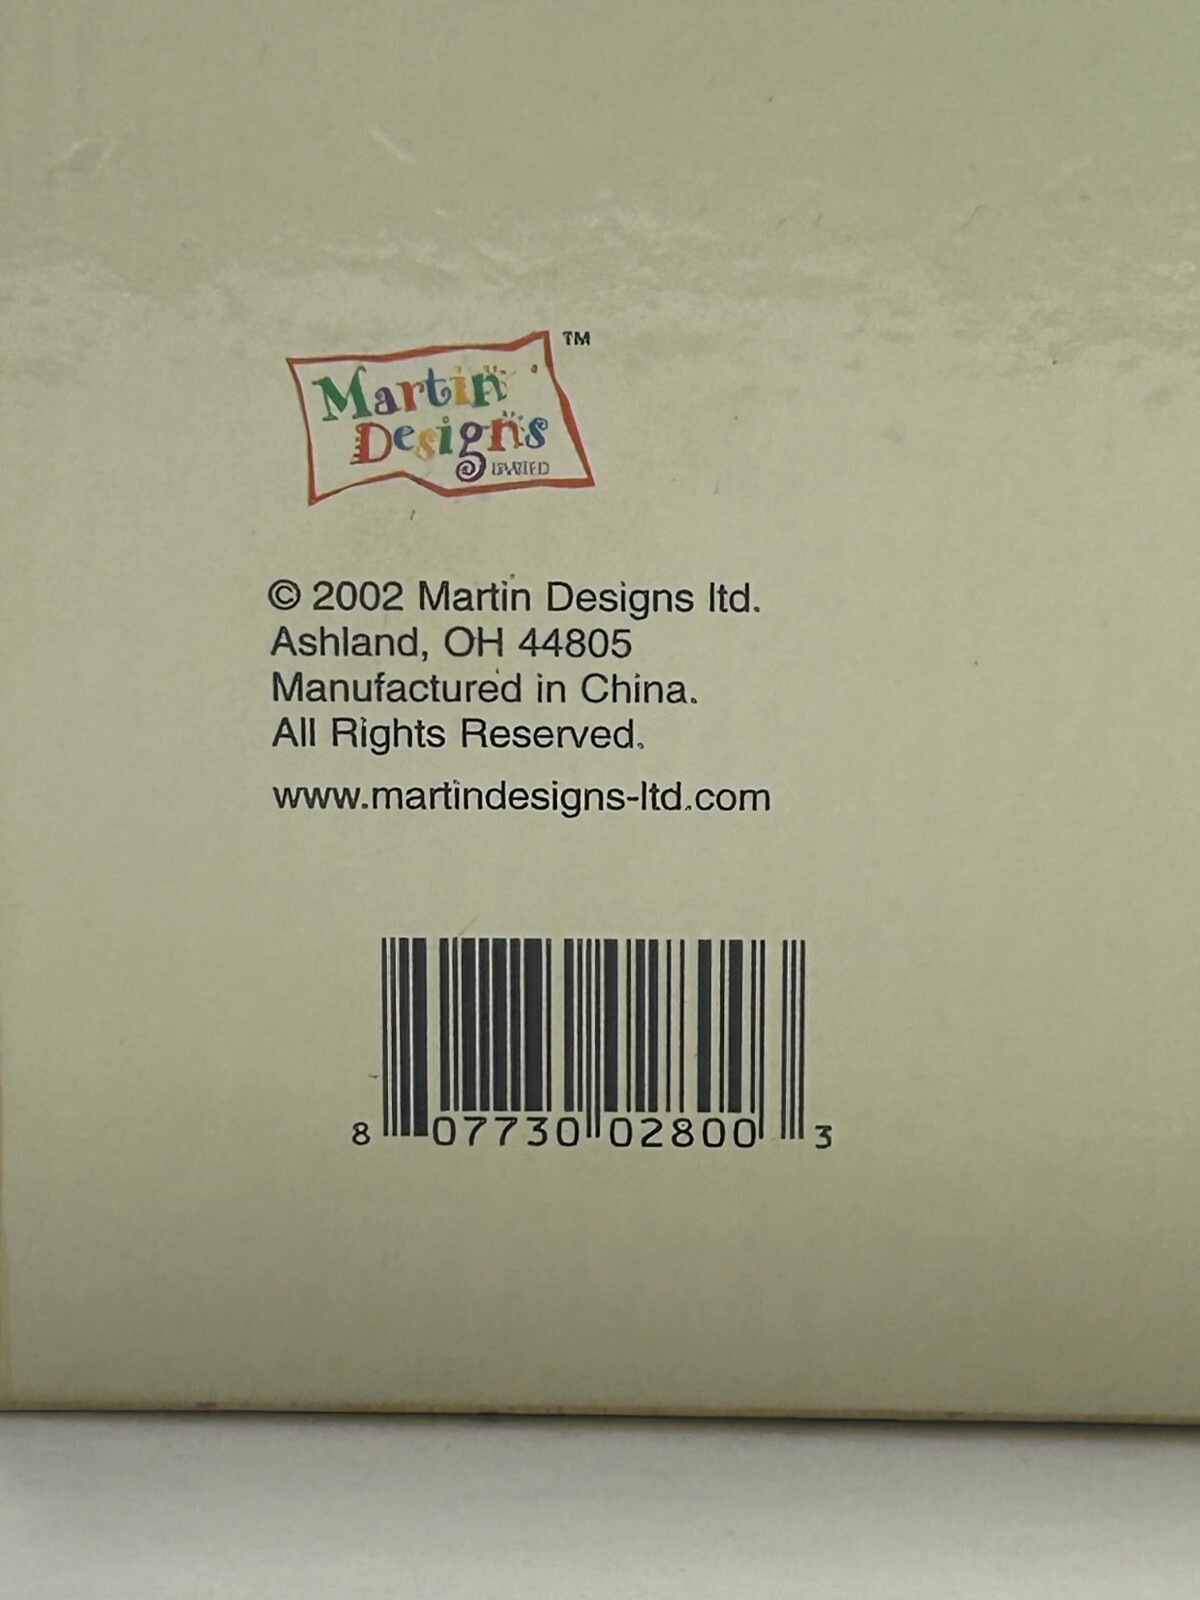 TM
Martin
Designs
LIMITED
© 2002 Martin Designs ltd.
Ashland, OH 44805
Manufactured in China.
All Rights Reserved.
www.martindesigns-ltd.com
8 07730 02800 3